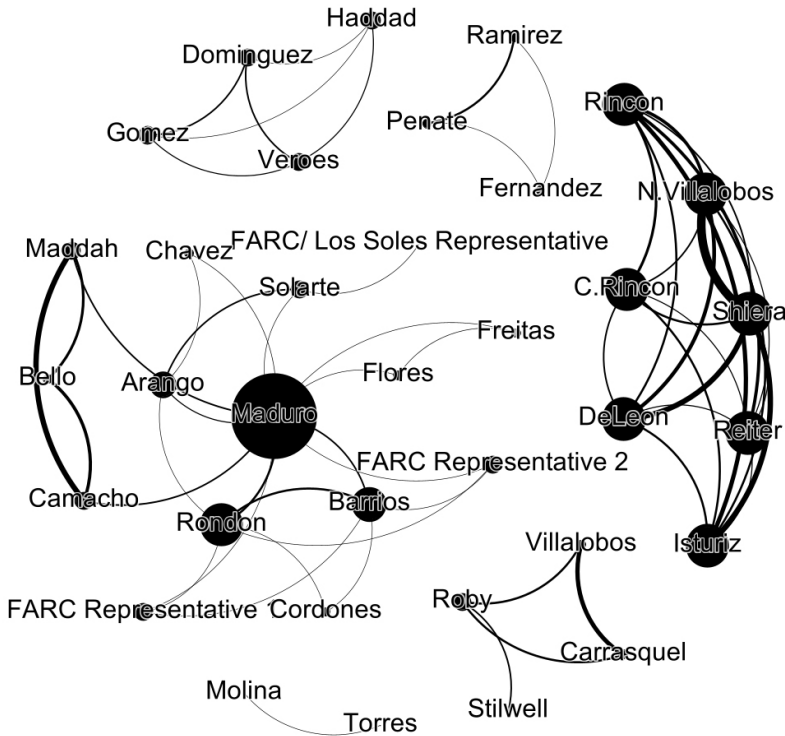 Haddad
Dominguez
Ramirez
Rincon
Gomez
Penate
Veroes
Fernandez
N.Villalobos
Maddah
Chavez
FARC/ Los Soles Representative
Solarte
C.Rincon
Shiera
Freitas
Bello
Arango
Flores
Maduro
DeLeon
Reiter
FARC Representative 2
Camacho
Barrios
Rondon
Villalobos
Isturiz
Roby
FARC Representative
Cordones
Carrasquel
Molina
Stilwell
Torres